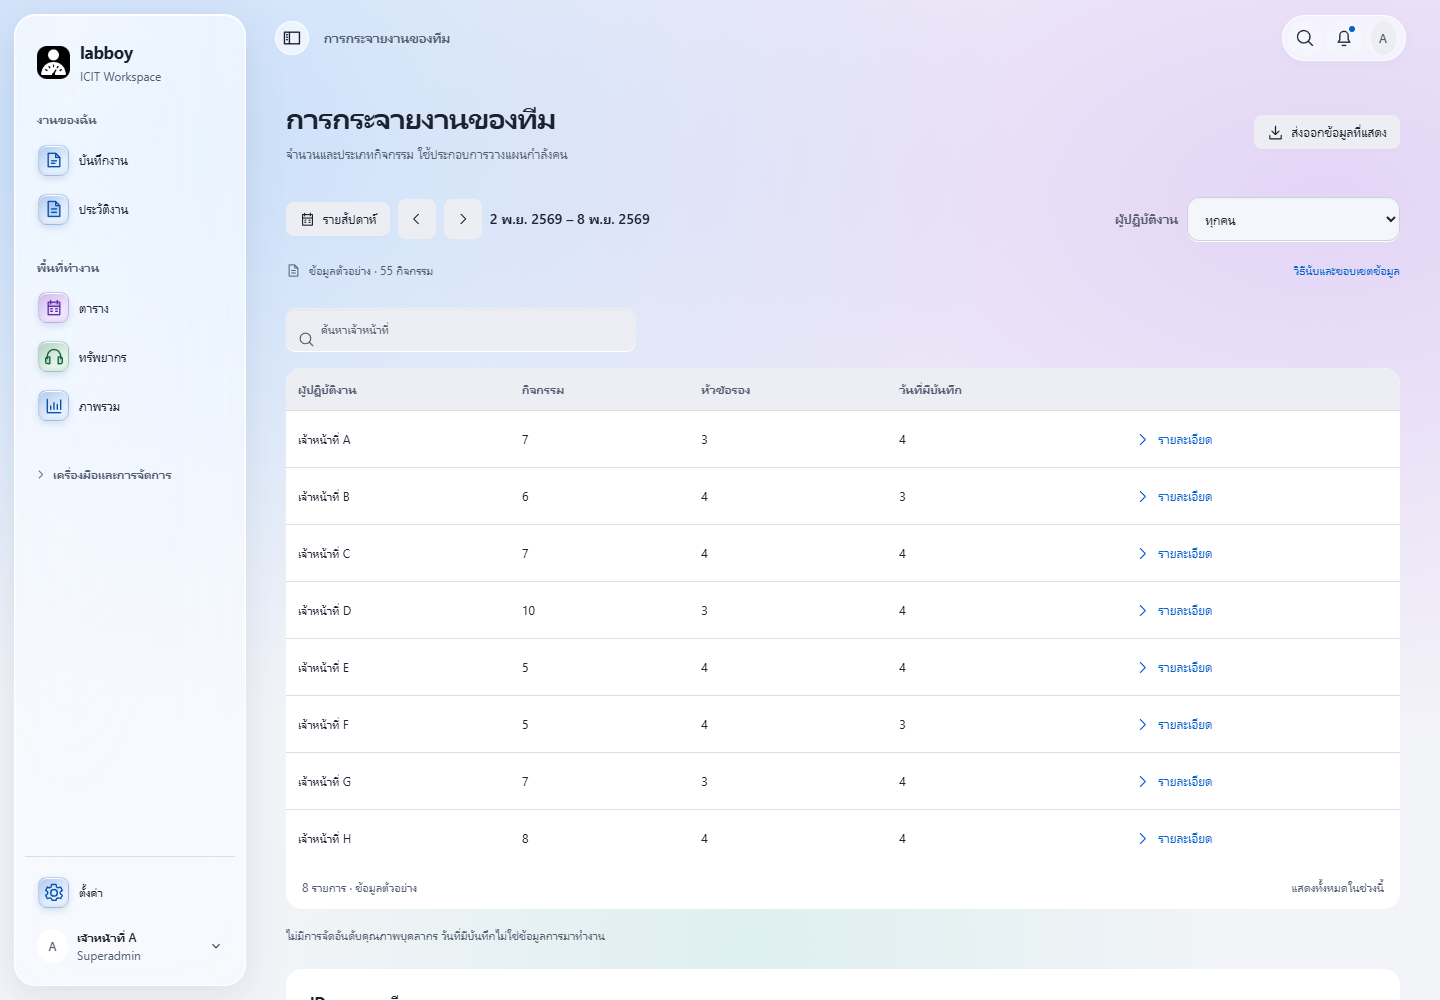 labboy
ICIT Workspace
งานของฉัน
บันทึกงาน
ประวัติงาน
พื้นที่ทำงาน
ตาราง
ทรัพยากร
ภาพรวม
เครื่องมือและการจัดการ
ตั้งค่า
A
เจ้าหน้าที่ A
Superadmin
การกระจายงานของทีม
A
การกระจายงานของทีม
จำนวนและประเภทกิจกรรม ใช้ประกอบการวางแผนกำลังคน
ส่งออกข้อมูลที่แสดง
รายสัปดาห์
2 พ.ย. 2569 – 8 พ.ย. 2569
ผู้ปฏิบัติงาน
ทุกคน
ข้อมูลตัวอย่าง · 55 กิจกรรม
วิธีนับและขอบเขตข้อมูล
ค้นหาเจ้าหน้าที่
ผู้ปฏิบัติงาน กิจกรรม หัวข้อรอง วันที่มีบันทึก
เจ้าหน้าที่ A 7 3 4 รายละเอียด
เจ้าหน้าที่ B 6 4 3 รายละเอียด
เจ้าหน้าที่ C 7 4 4 รายละเอียด
เจ้าหน้าที่ D 10 3 4 รายละเอียด
เจ้าหน้าที่ E 5 4 4 รายละเอียด
เจ้าหน้าที่ F 5 4 3 รายละเอียด
เจ้าหน้าที่ G 7 3 4 รายละเอียด
เจ้าหน้าที่ H 8 4 4 รายละเอียด
8 รายการ · ข้อมูลตัวอย่าง
แสดงทั้งหมดในช่วงนี้
ไม่มีการจัดอันดับคุณภาพบุคลากร วันที่มีบันทึกไม่ใช่ข้อมูลการมาทำงาน